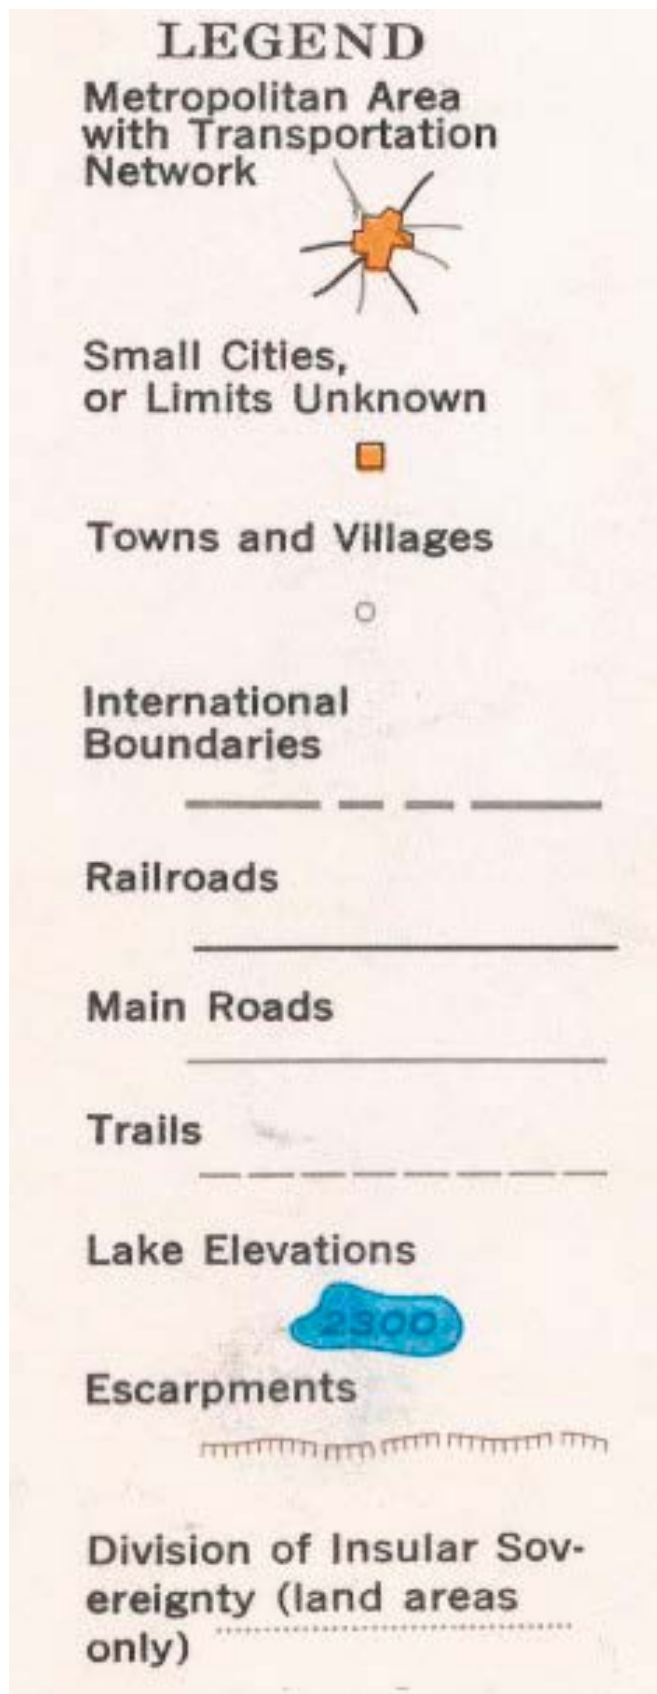 LEGEND
Metropolitan Area
with Transportation
Network
Small Cities,
or Limits Unknown
Towns and Villages
International
Boundaries
Railroads
Main Roads
Trails
Lake Elevations
2300
Escarpments
Division of Insular Sov-
ereignty (land areas
only)